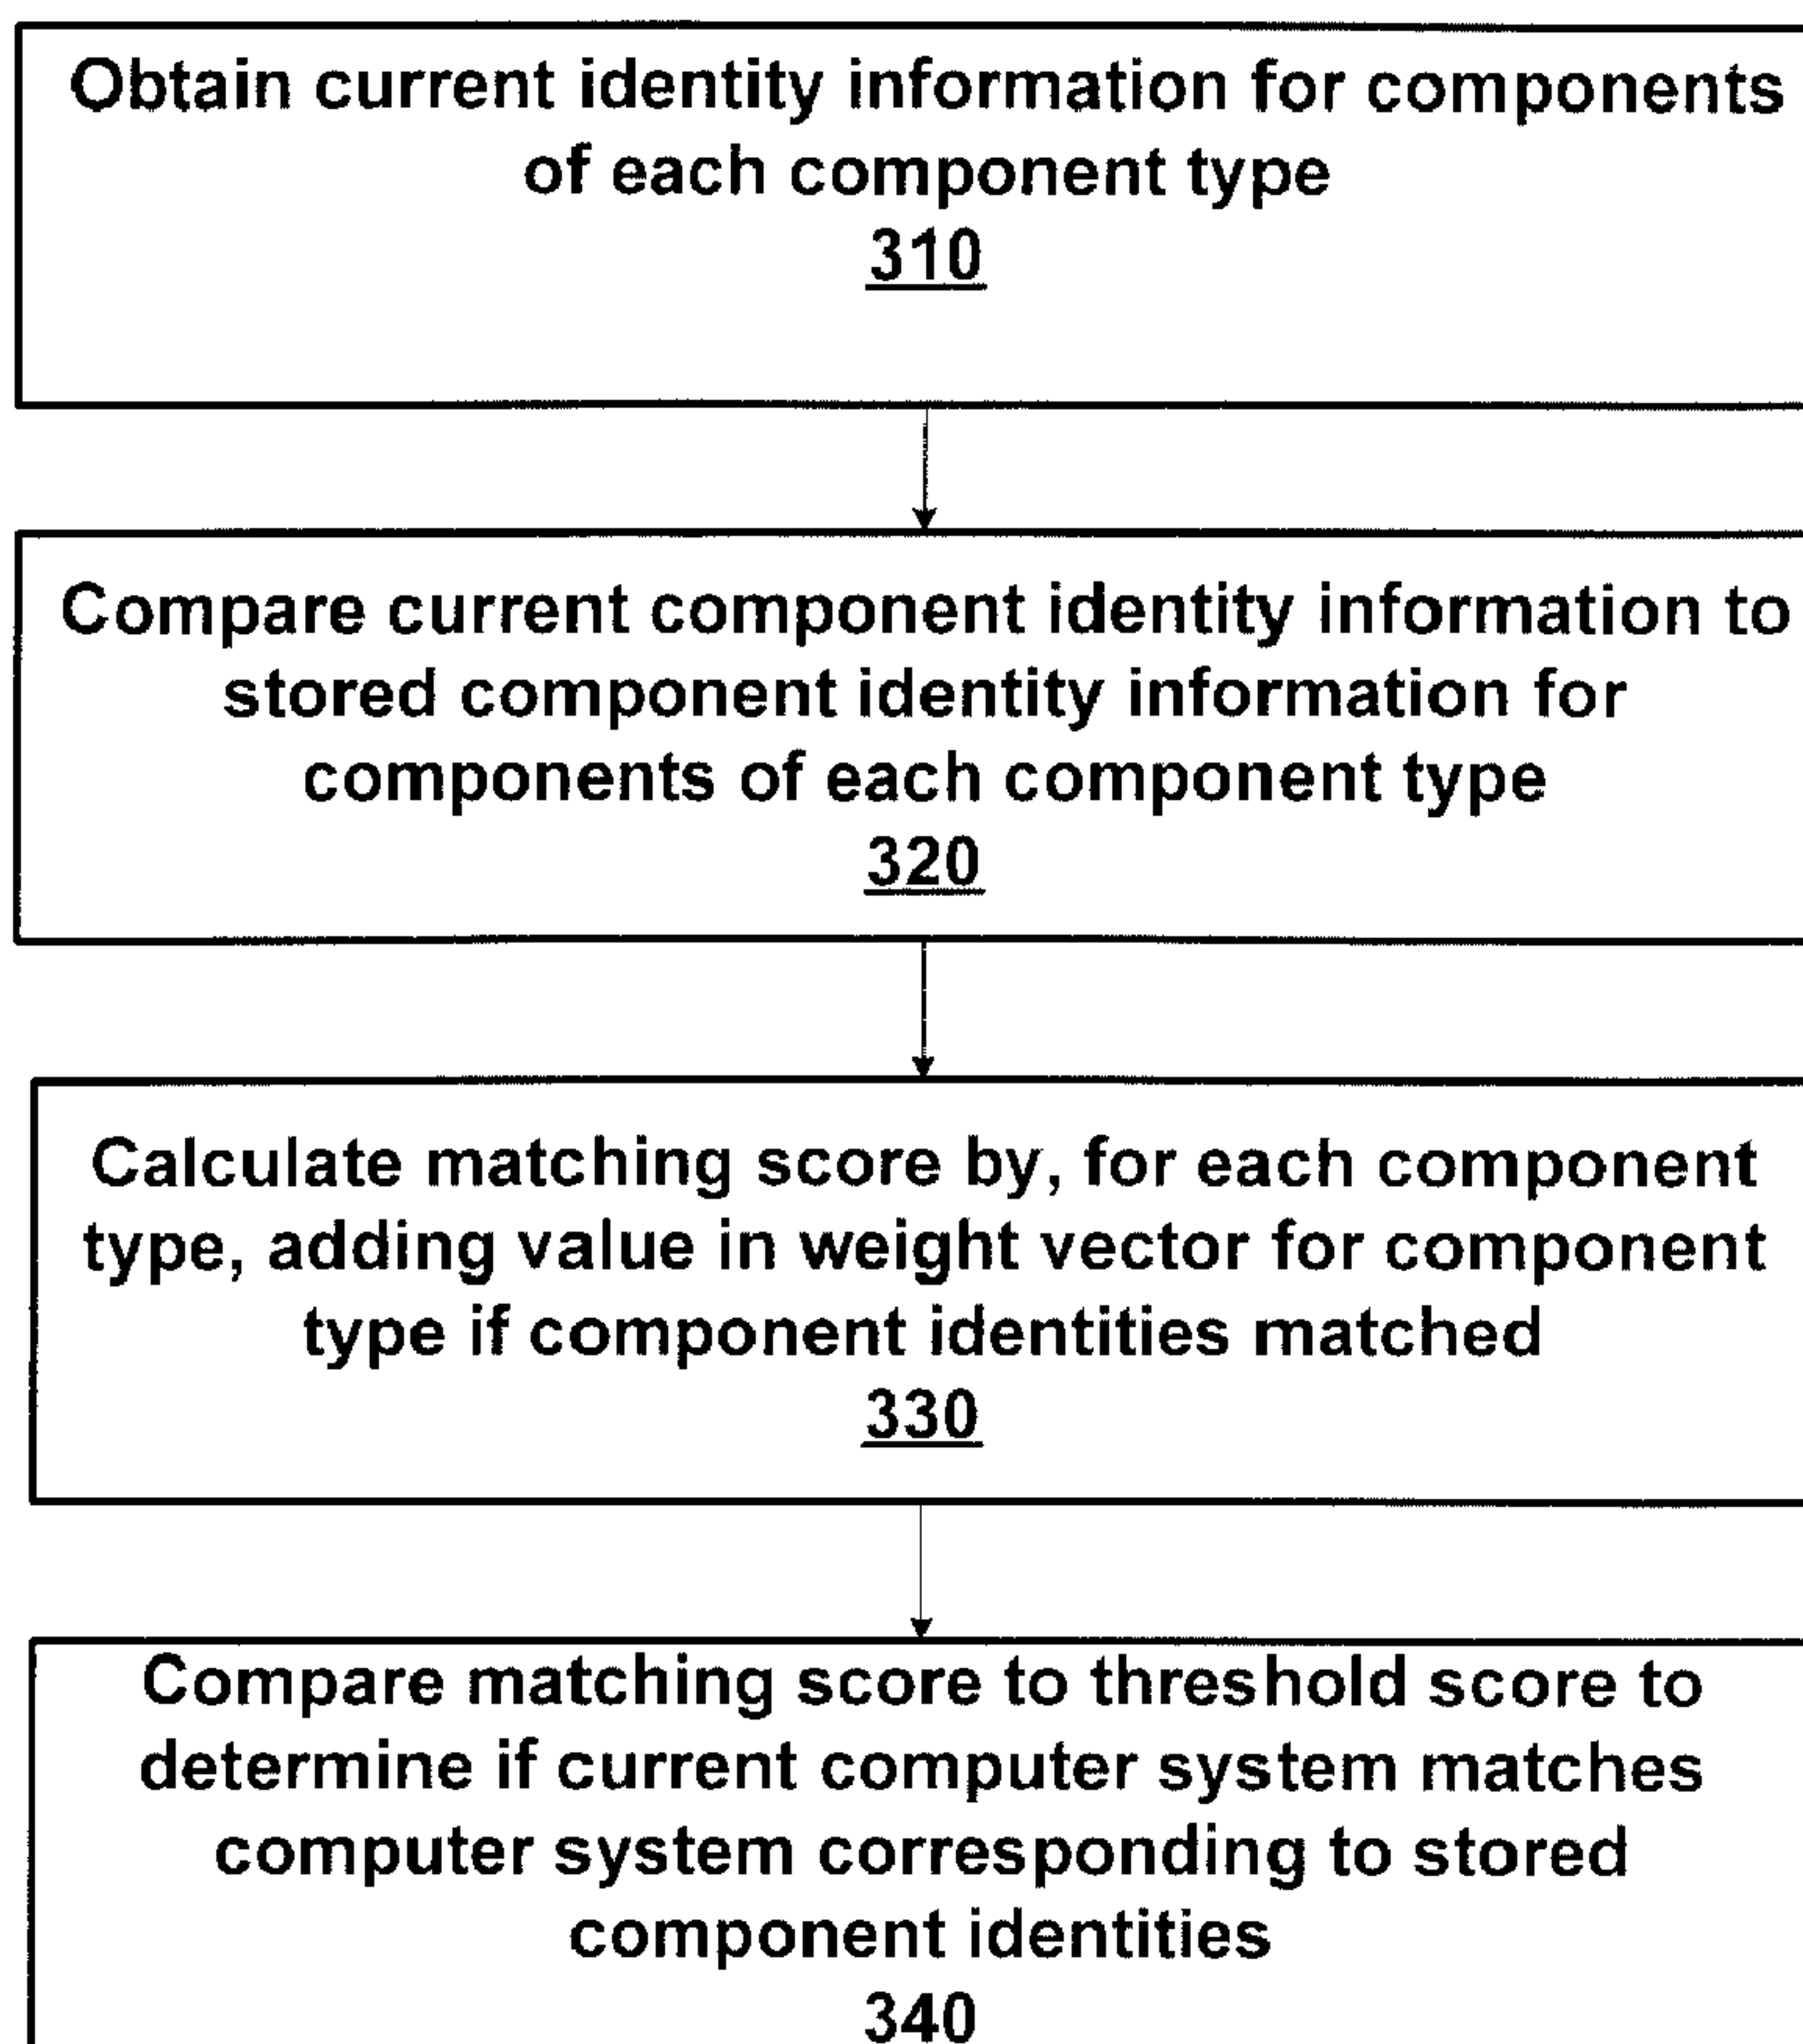 Obtain current identity information for components
of each component type
310
Compare current component identity information to
stored component identity information for
components of each component type
320
Calculate matching score by, for each component
type, adding value in weight vector for component
type if component identities matched
330
Compare matching score to threshold score to
determine if current computer system matches
computer system corresponding to stored
component identities
340